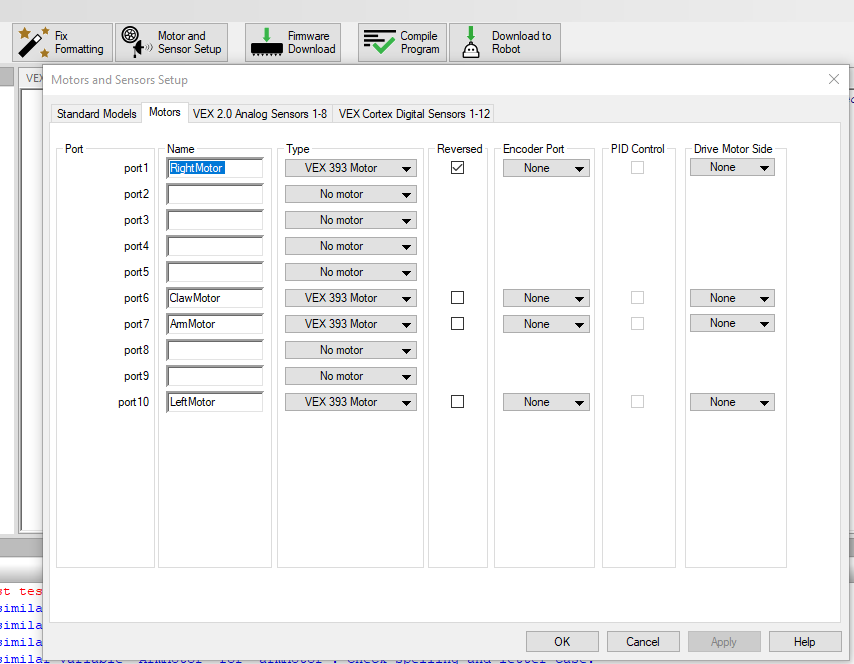 Fix Formatting
Motor and Sensor Setup
Firmware Download
Compile Program
Download to Robot
VEX
Motors and Sensors Setup
Standard Models Motors VEX 2.0 Analog Sensors 1-8 VEX Cortex Digital Sensors 1-12
Port Name Type Reversed Encoder Port PID Control Drive Motor Side
port1 RightMotor VEX 393 Motor None None
port2 No motor
port3 No motor
port4 No motor
port5 No motor
port6 ClawMotor VEX 393 Motor None None
port7 ArmMotor VEX 393 Motor None None
port8 No motor
port9 No motor
port10 LeftMotor VEX 393 Motor None None
st tes
simila
simila
simila
OK Cancel Apply Help
similar variable 'ArmMotor' for 'armMotor'. Check spelling and letter case.